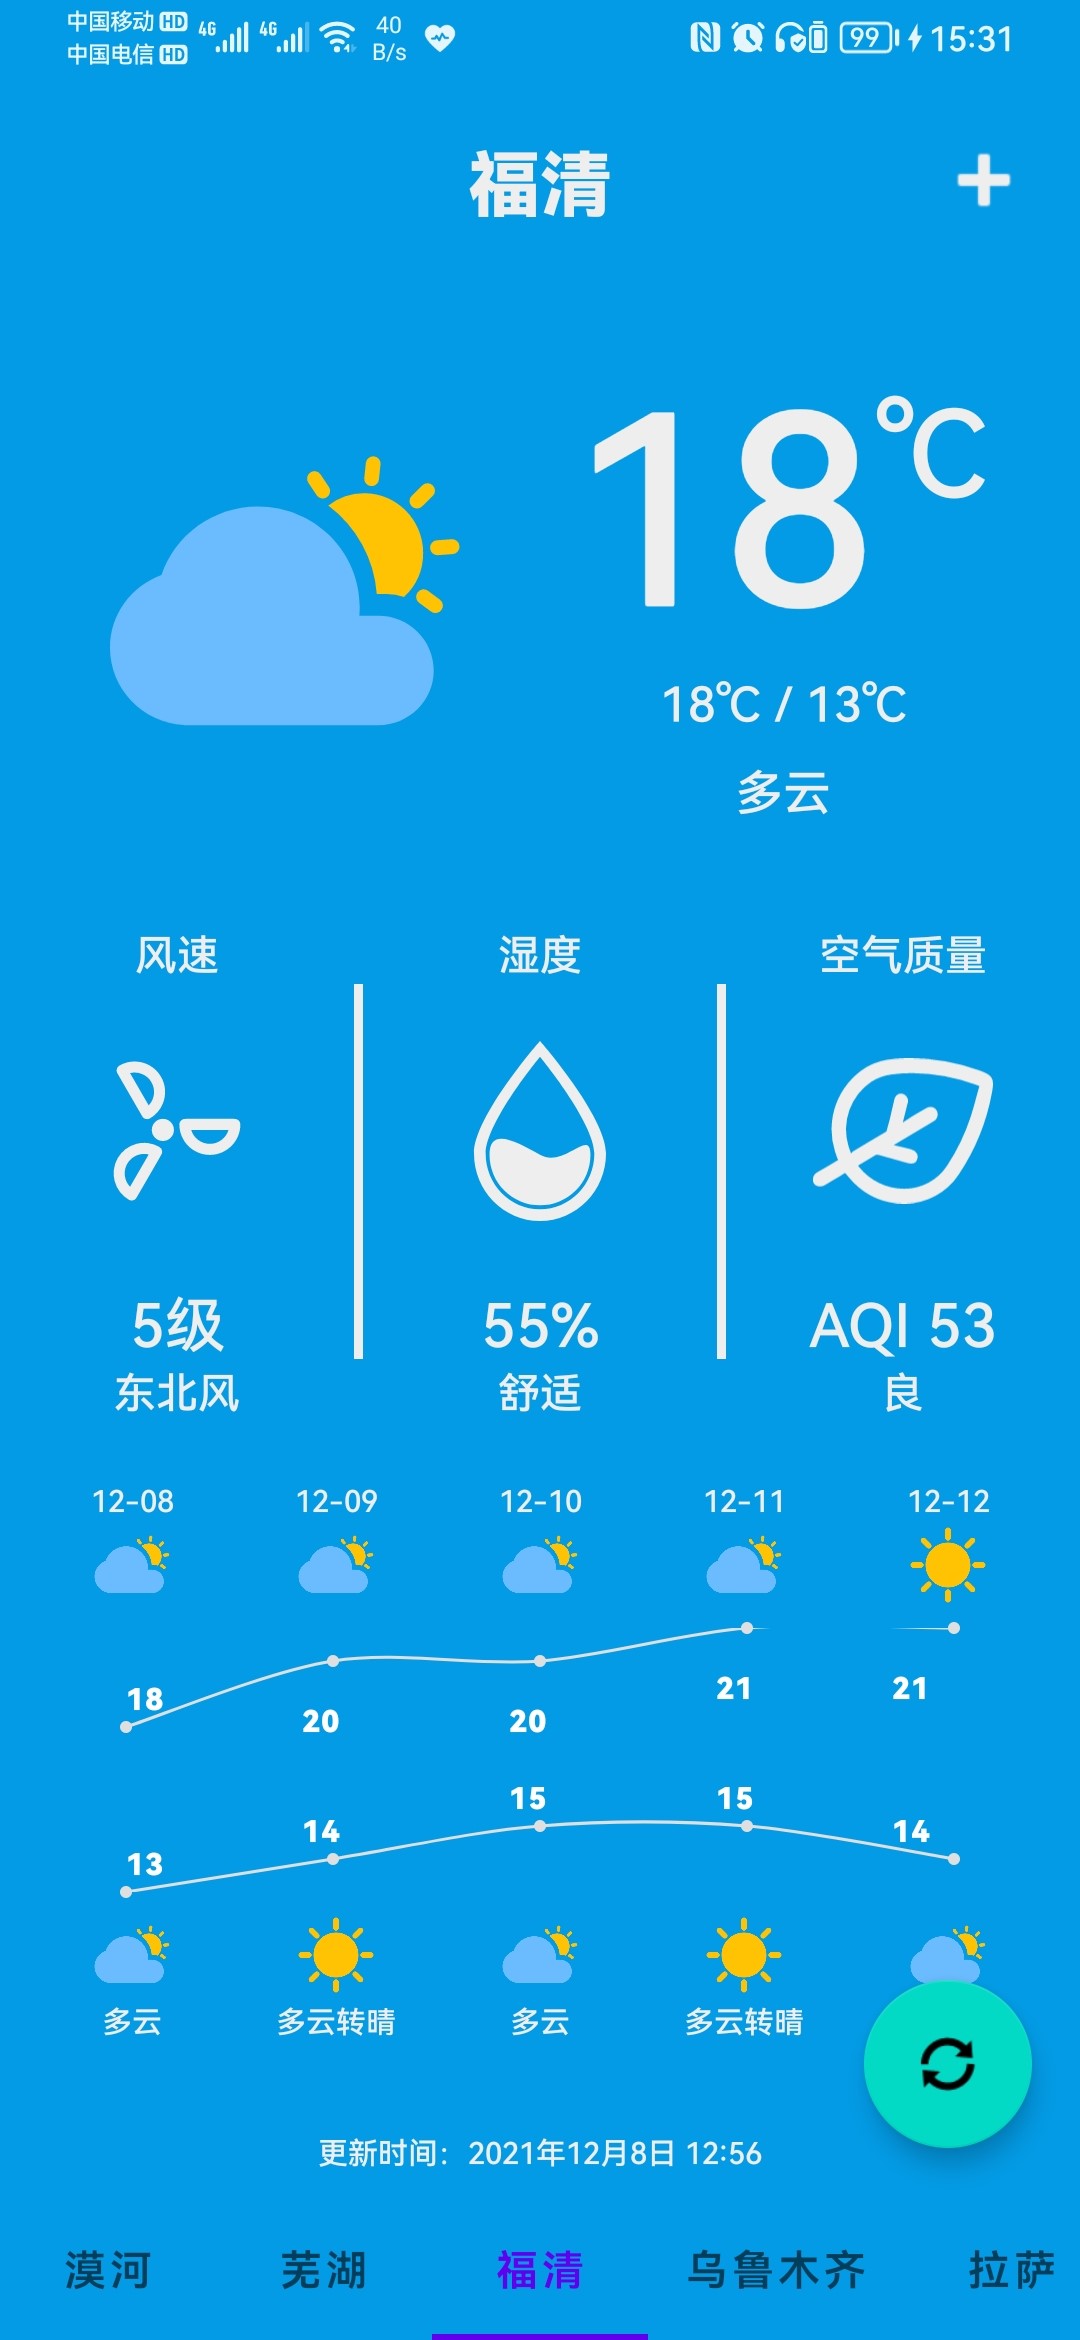 中国移动 HD 4G 4G 40 B/s 99 15:31
中国电信 HD
福清
18℃
18℃ / 13℃
多云
风速 湿度 空气质量
5级 55% AQI 53
东北风 舒适 良
12-08 12-09 12-10 12-11 12-12
18 20 20 21 21
13 14 15 15 14
多云 多云转晴 多云 多云转晴
更新时间：2021年12月8日 12:56
漠河 芜湖 福清 乌鲁木齐 拉萨